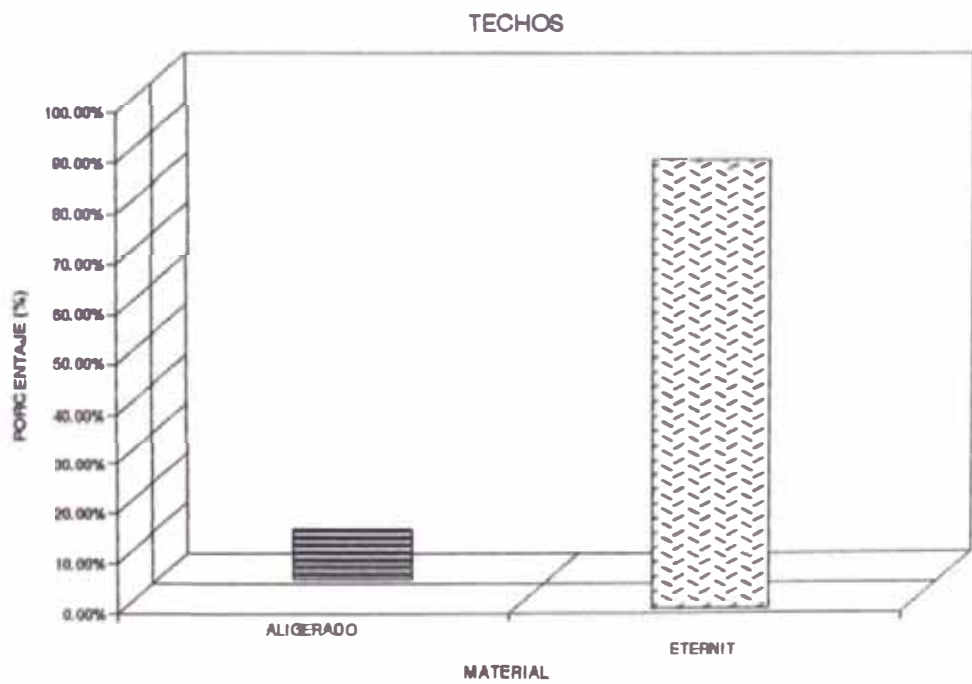 TECHOS
100.00%
90.00%
80.00%
70.00%
60.00%
50.00%
40.00%
30.00%
20.00%
10.00%
0.00%
PORCENTAJE (%)
ALIGERADO
ETERNIT
MATERIAL